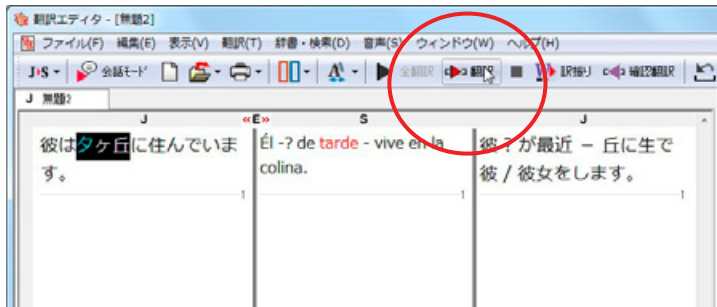 翻訳エディタ - [無題2]
ファイル(F) 編集(E) 表示(V) 翻訳(T) 辞書・検索(D) 音声(S) ウィンドウ(W) ヘルプ(H)
J›S 会話モード 全翻訳 翻訳 訳振り 確認翻訳
J 無題2
J «E» S J
彼は夕ヶ丘に住んでいま
す。
1
Él -? de tarde - vive en la
colina.
1
彼 ? が最近 − 丘に生で
彼 / 彼女をします。
1